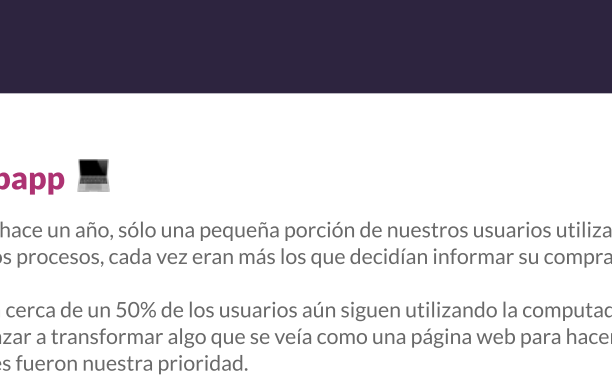 papp 💻
hace un año, sólo una pequeña porción de nuestros usuarios utiliza
os procesos, cada vez eran más los que decidían informar su compra
cerca de un 50% de los usuarios aún siguen utilizando la computad
zar a transformar algo que se veía como una página web para hacer
es fueron nuestra prioridad.